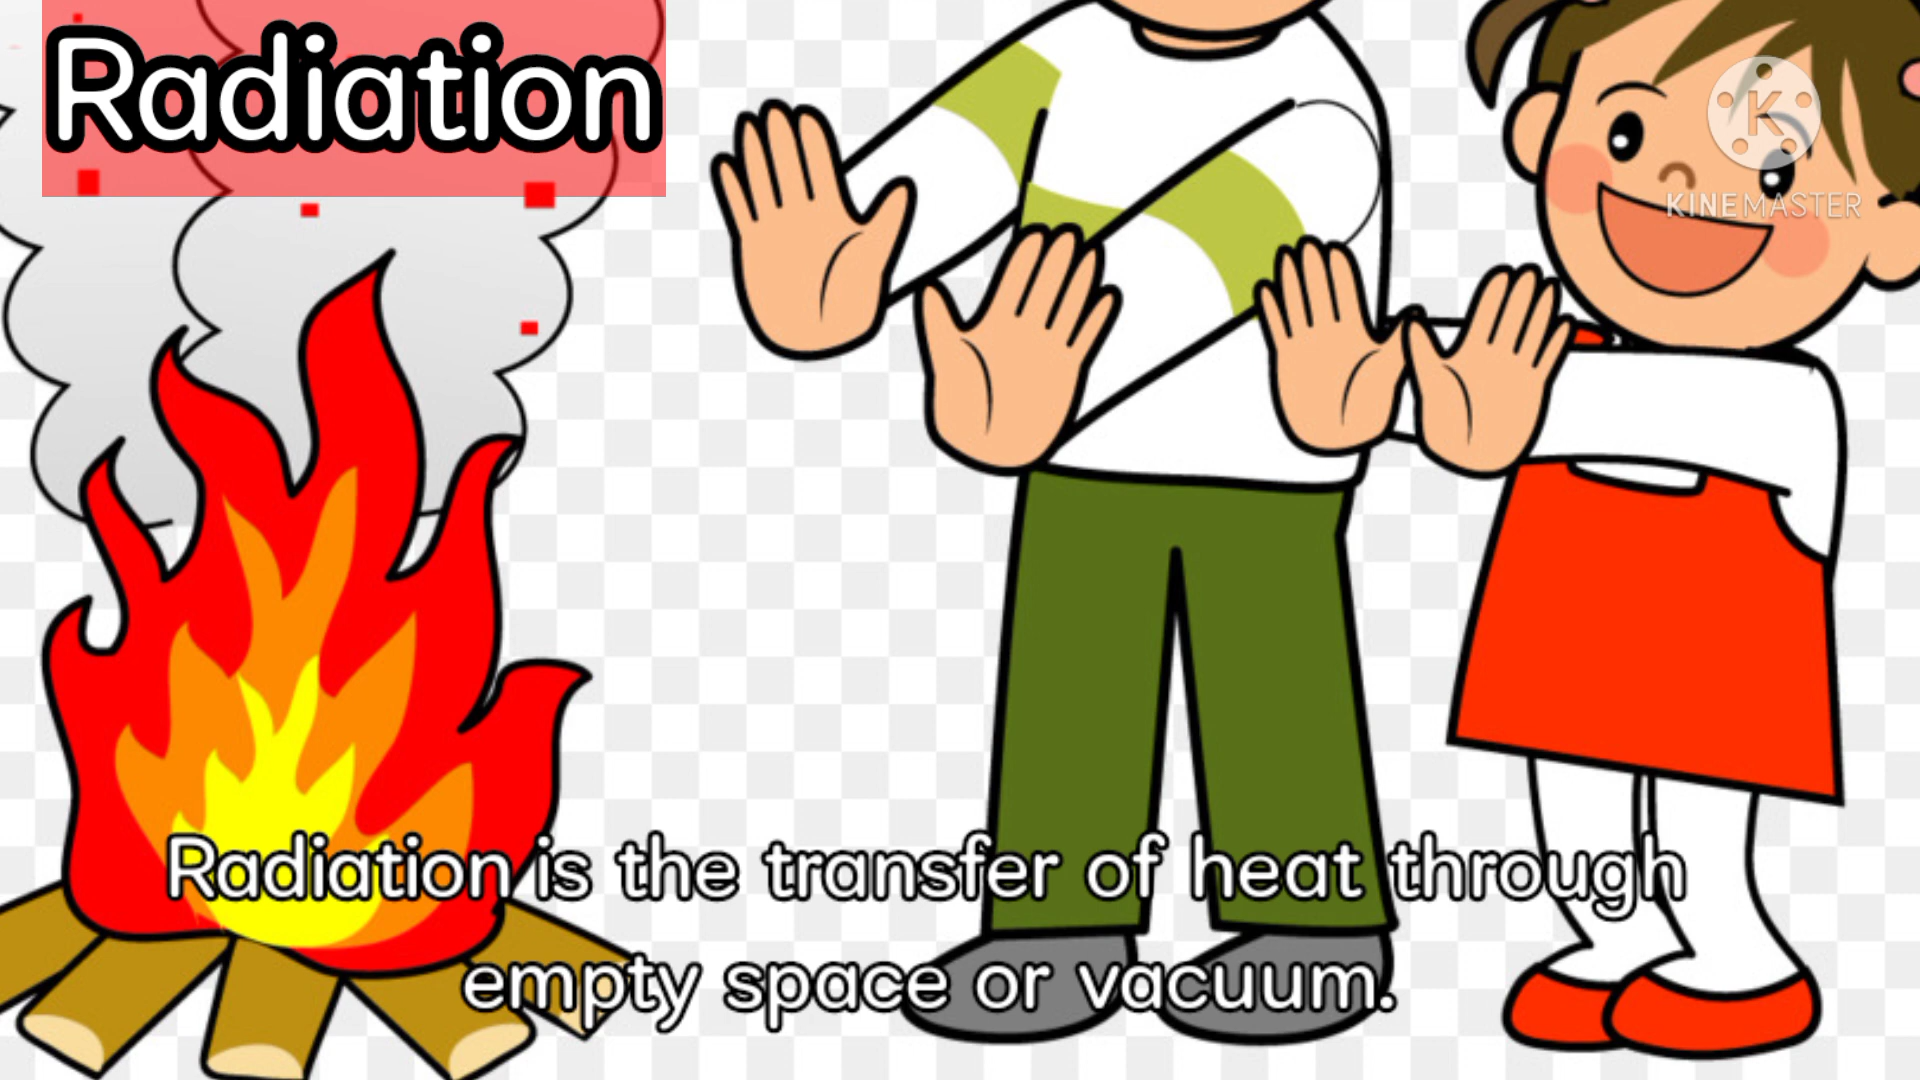 Radiation
K
KINEMASTER
Radiation is the transfer of heat through
empty space or vacuum.